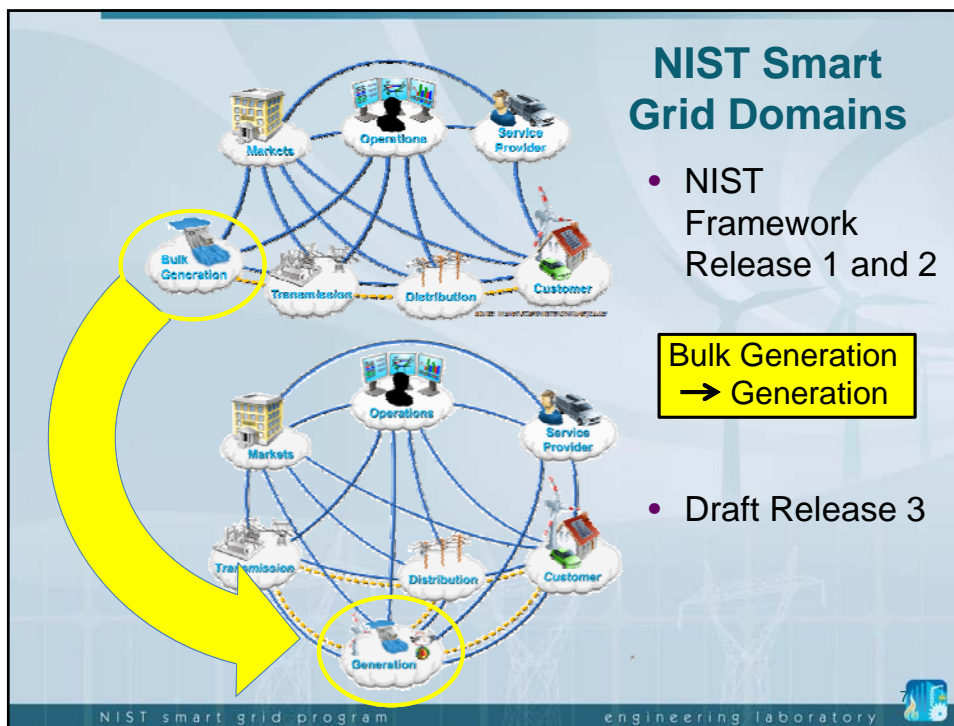 NIST Smart
Grid Domains
• NIST
Framework
Release 1 and 2
Markets
Operations
Service
Provider
Bulk
Generation
Transmission
Distribution
Customer
Bulk Generation
→ Generation
• Draft Release 3
Operations
Markets
Service
Provider
Transmission
Distribution
Customer
Generation
7
NIST smart grid program
engineering laboratory